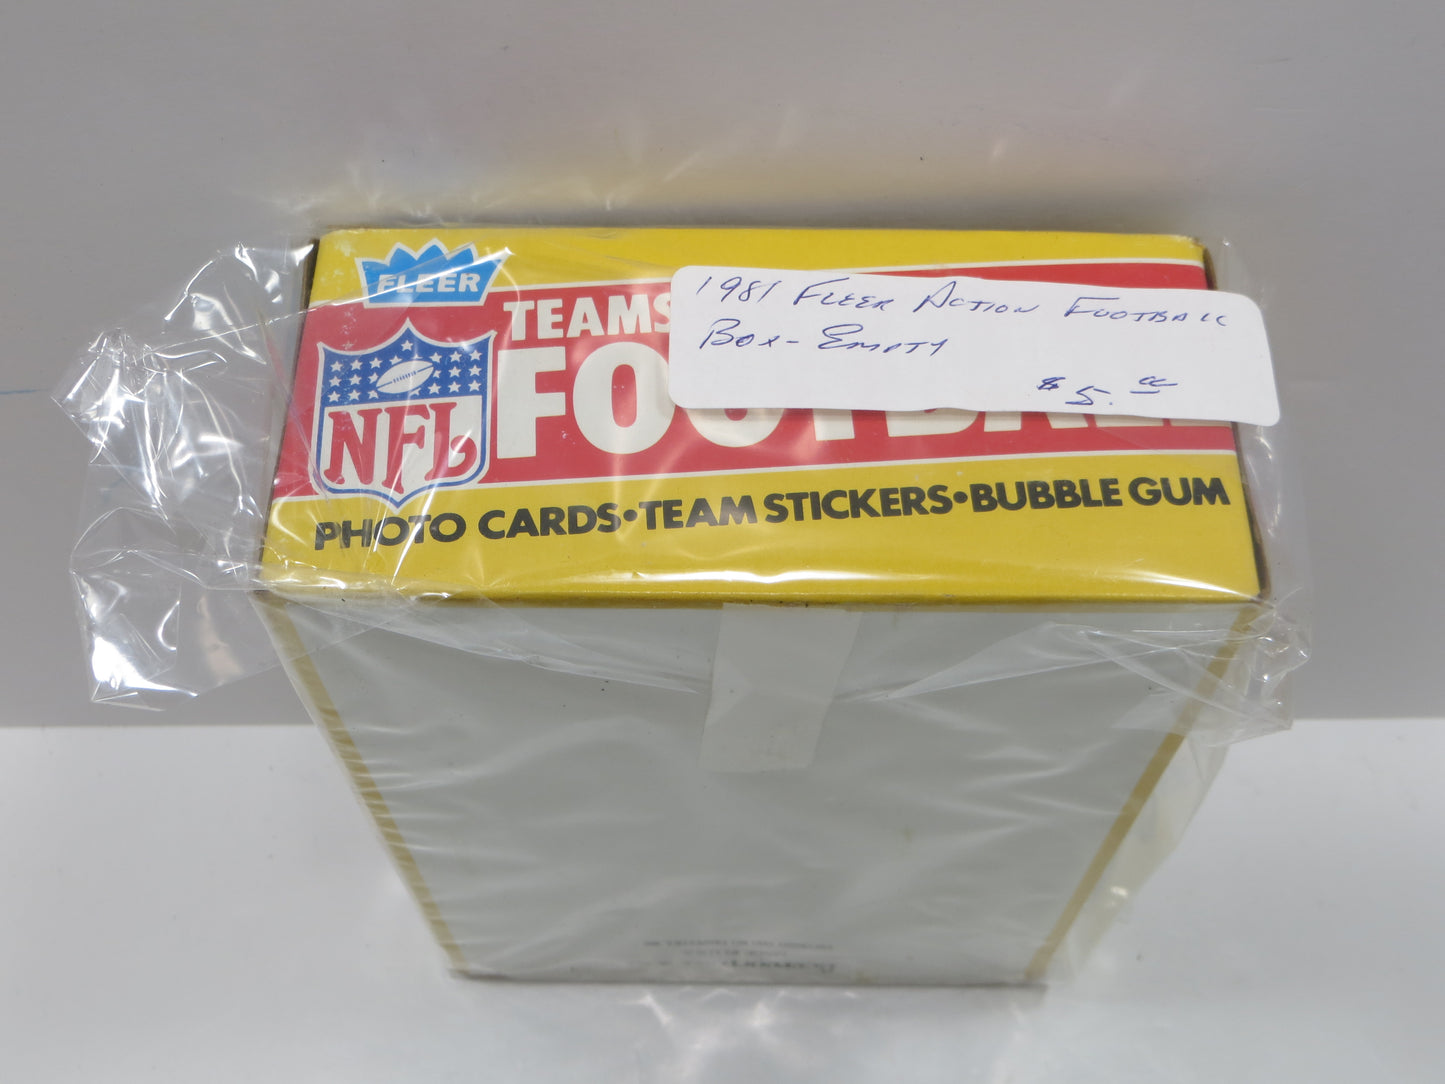 FLEER
TEAMS
FOOTBALL
NFL
PHOTO CARDS•TEAM STICKERS•BUBBLE GUM
1981 FLEER ACTION FOOTBALL
BOX - EMPTY
$5.00